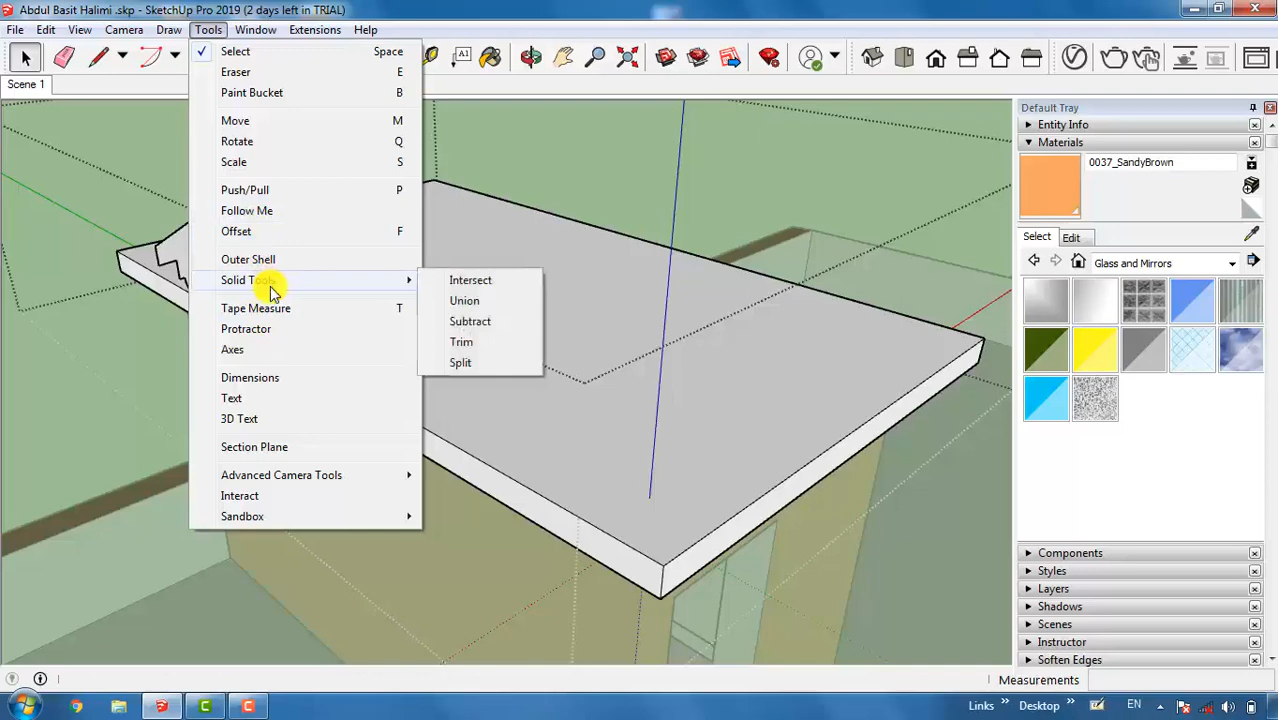 Abdul Basit Halimi .skp - SketchUp Pro 2019 (2 days left in TRIAL)
File Edit View Camera Draw Tools Window Extensions Help
Scene 1
Select Space
Eraser E
Paint Bucket B
Move M
Rotate Q
Scale S
Push/Pull P
Follow Me
Offset F
Outer Shell
Solid Tools
Tape Measure T
Protractor
Axes
Dimensions
Text
3D Text
Section Plane
Advanced Camera Tools
Interact
Sandbox
Intersect
Union
Subtract
Trim
Split
A1
Default Tray
Entity Info
Materials
0037_SandyBrown
Select Edit
Glass and Mirrors
Components
Styles
Layers
Shadows
Scenes
Instructor
Soften Edges
Measurements
Links » Desktop » EN